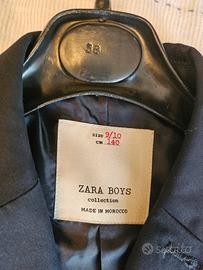 38
size 9/10
cm 140
ZARA BOYS
collection
MADE IN MOROCCO
subito